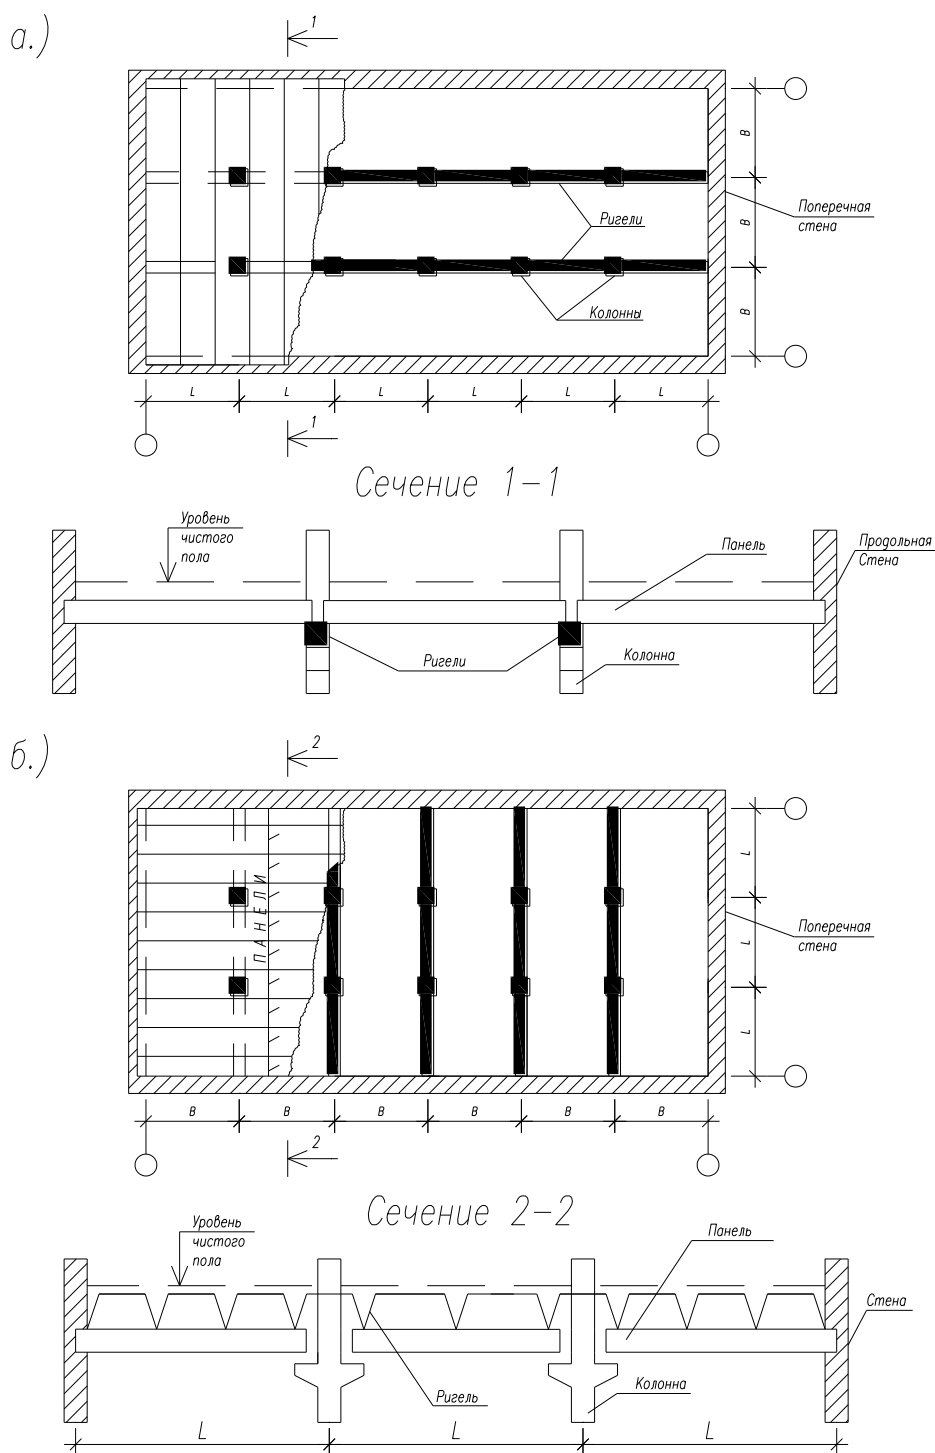 а.)
1
В
Поперечная
стена
Ригели
В
Колонны
В
L
L
L
L
L
L
1
Сечение 1-1
Уровень
чистого
пола
Панель
Продольная
Стена
Ригели
Колонна
б.)
2
ПАНЕЛИ
L
Поперечная
стена
L
L
В
В
В
В
В
В
2
Сечение 2-2
Уровень
чистого
пола
Панель
Стена
Ригель
Колонна
L
L
L